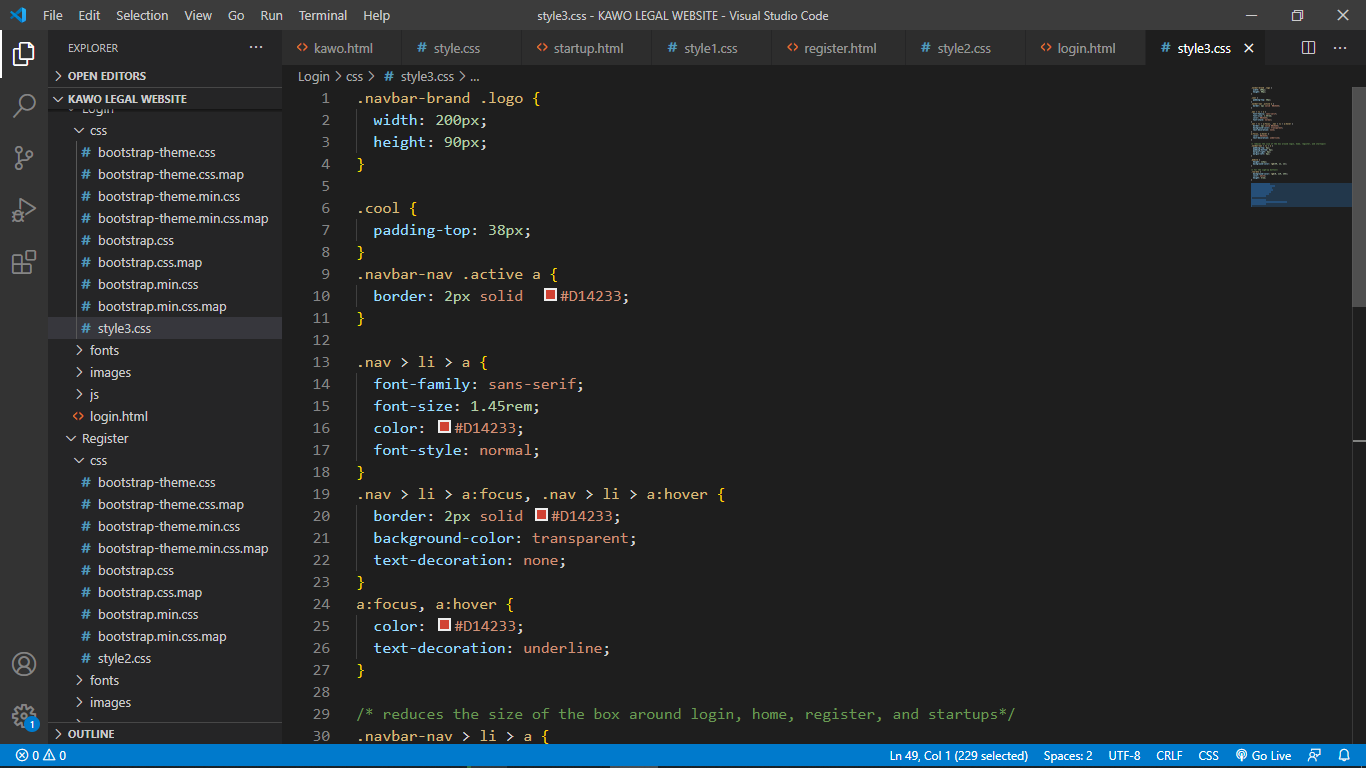 File Edit Selection View Go Run Terminal Help
style3.css - KAWO LEGAL WEBSITE - Visual Studio Code
EXPLORER
OPEN EDITORS
KAWO LEGAL WEBSITE
Login
css
# bootstrap-theme.css
# bootstrap-theme.css.map
# bootstrap-theme.min.css
# bootstrap-theme.min.css.map
# bootstrap.css
# bootstrap.css.map
# bootstrap.min.css
# bootstrap.min.css.map
# style3.css
fonts
images
js
<> login.html
Register
css
# bootstrap-theme.css
# bootstrap-theme.css.map
# bootstrap-theme.min.css
# bootstrap-theme.min.css.map
# bootstrap.css
# bootstrap.css.map
# bootstrap.min.css
# bootstrap.min.css.map
# style2.css
fonts
images
OUTLINE
<> kawo.html # style.css <> startup.html # style1.css <> register.html # style2.css <> login.html # style3.css
Login > css > # style3.css > ...
1 .navbar-brand .logo {
2 width: 200px;
3 height: 90px;
4 }
5
6 .cool {
7 padding-top: 38px;
8 }
9 .navbar-nav .active a {
10 border: 2px solid #D14233;
11 }
12
13 .nav > li > a {
14 font-family: sans-serif;
15 font-size: 1.45rem;
16 color: #D14233;
17 font-style: normal;
18 }
19 .nav > li > a:focus, .nav > li > a:hover {
20 border: 2px solid #D14233;
21 background-color: transparent;
22 text-decoration: none;
23 }
24 a:focus, a:hover {
25 color: #D14233;
26 text-decoration: underline;
27 }
28
29 /* reduces the size of the box around login, home, register, and startups*/
30 .navbar-nav > li > a {
1
0 0 Ln 49, Col 1 (229 selected) Spaces: 2 UTF-8 CRLF CSS Go Live